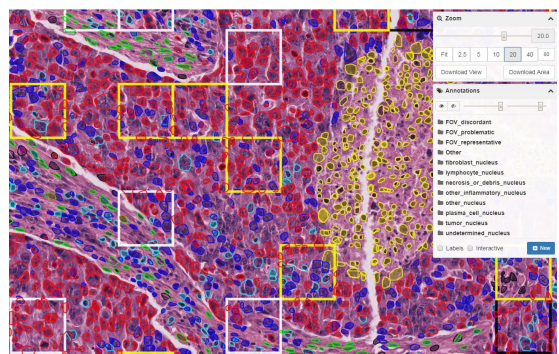 Zoom
20.0
Fit 2.5 5 10 20 40 80
Download View Download Area
Annotations
FOV_discordant
FOV_problematic
FOV_representative
Other
fibroblast_nucleus
lymphocyte_nucleus
necrosis_or_debris_nucleus
other_inflammatory_nucleus
other_nucleus
plasma_cell_nucleus
tumor_nucleus
undetermined_nucleus
Labels Interactive New